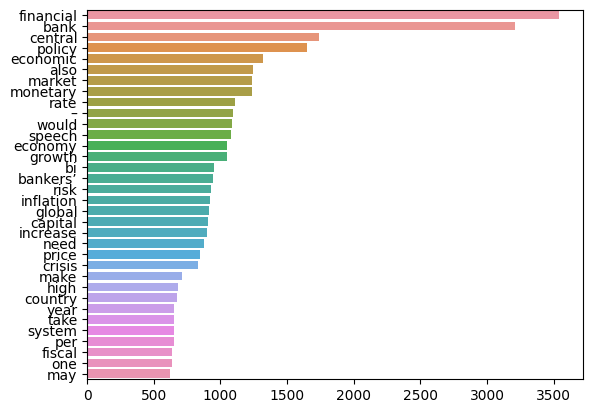 financial
bank
central
policy
economic
also
market
monetary
rate
–
would
speech
economy
growth
bi
bankers’
risk
inflation
global
capital
increase
need
price
crisis
make
high
country
year
take
system
per
fiscal
one
may
0 500 1000 1500 2000 2500 3000 3500